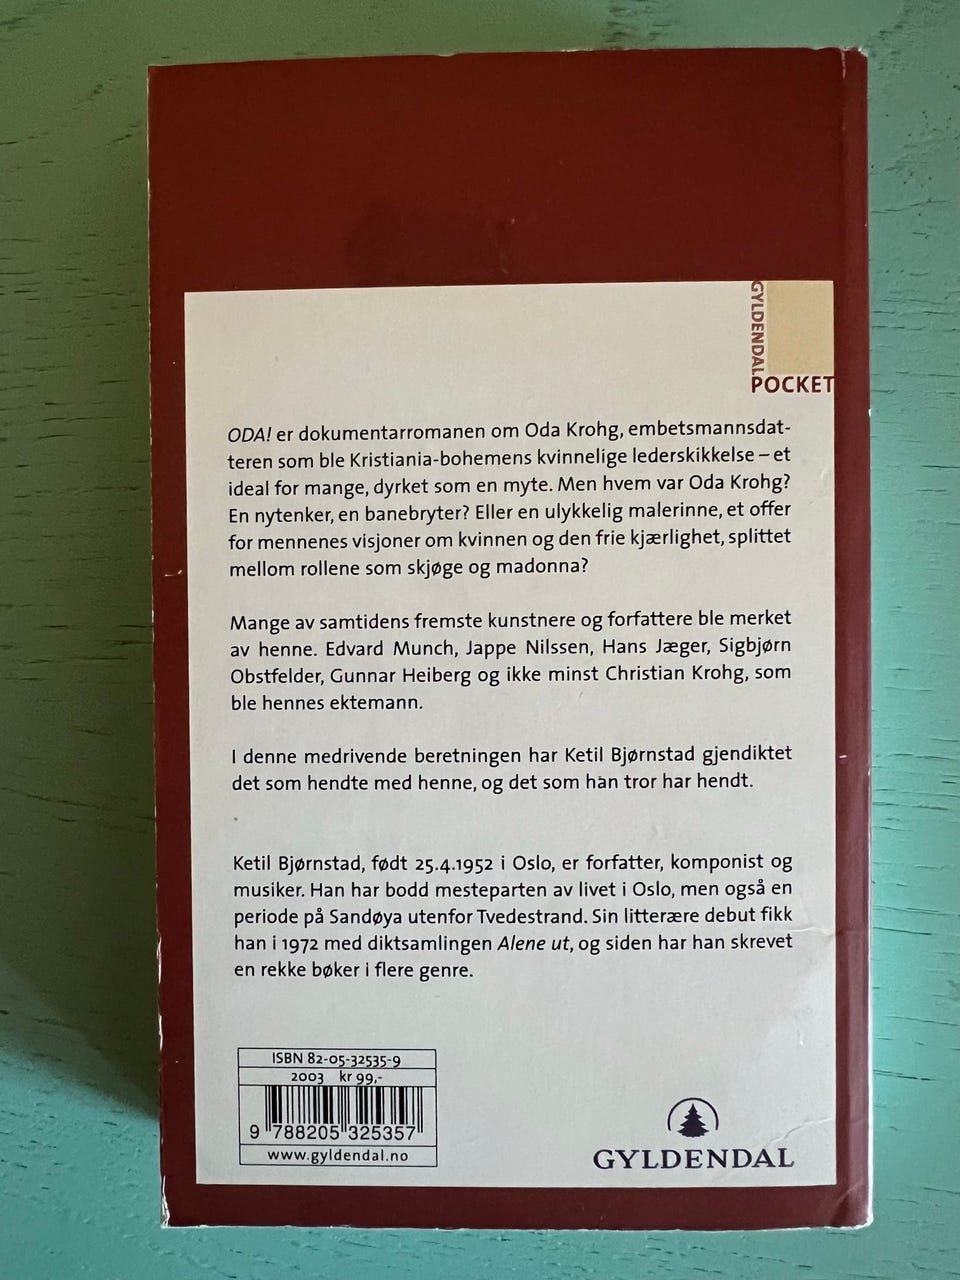 GYLDENDAL
POCKET
ODA! er dokumentarromanen om Oda Krohg, embetsmannsdat-
teren som ble Kristiania-bohemens kvinnelige lederskikkelse – et
ideal for mange, dyrket som en myte. Men hvem var Oda Krohg?
En nytenker, en banebryter? Eller en ulykkelig malerinne, et offer
for mennenes visjoner om kvinnen og den frie kjærlighet, splittet
mellom rollene som skjøge og madonna?
Mange av samtidens fremste kunstnere og forfattere ble merket
av henne. Edvard Munch, Jappe Nilssen, Hans Jæger, Sigbjørn
Obstfelder, Gunnar Heiberg og ikke minst Christian Krohg, som
ble hennes ektemann.
I denne medrivende beretningen har Ketil Bjørnstad gjendiktet
det som hendte med henne, og det som han tror har hendt.
Ketil Bjørnstad, født 25.4.1952 i Oslo, er forfatter, komponist og
musiker. Han har bodd mesteparten av livet i Oslo, men også en
periode på Sandøya utenfor Tvedestrand. Sin litterære debut fikk
han i 1972 med diktsamlingen Alene ut, og siden har han skrevet
en rekke bøker i flere genre.
ISBN 82-05-32535-9
2003 kr 99,-
9 788205 325357
www.gyldendal.no
GYLDENDAL